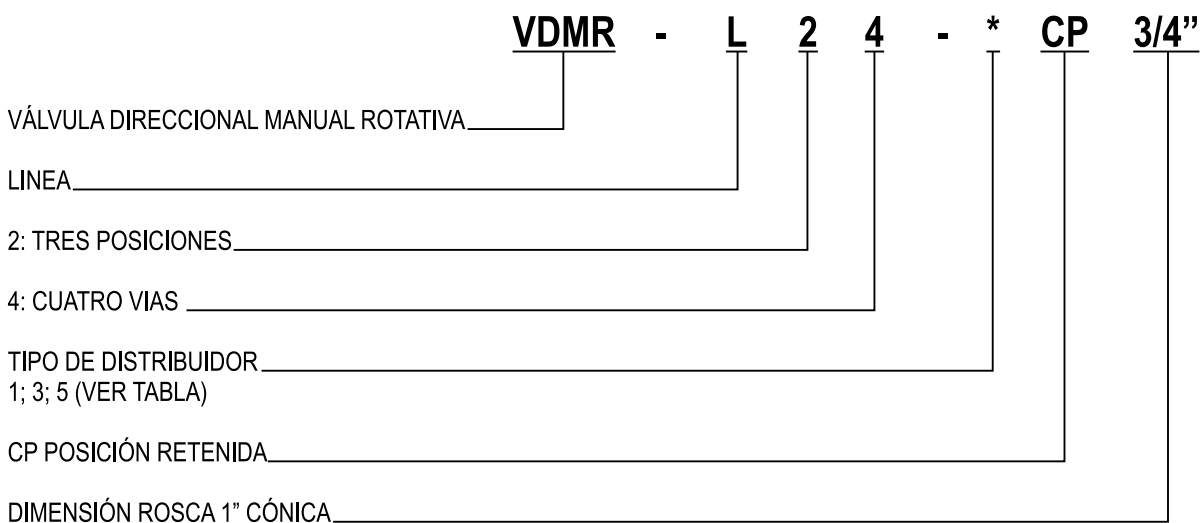 VDMR - L 2 4 - * CP 3/4”
VÁLVULA DIRECCIONAL MANUAL ROTATIVA
LINEA
2: TRES POSICIONES
4: CUATRO VIAS
TIPO DE DISTRIBUIDOR
1; 3; 5 (VER TABLA)
CP POSICIÓN RETENIDA
DIMENSIÓN ROSCA 1” CÓNICA